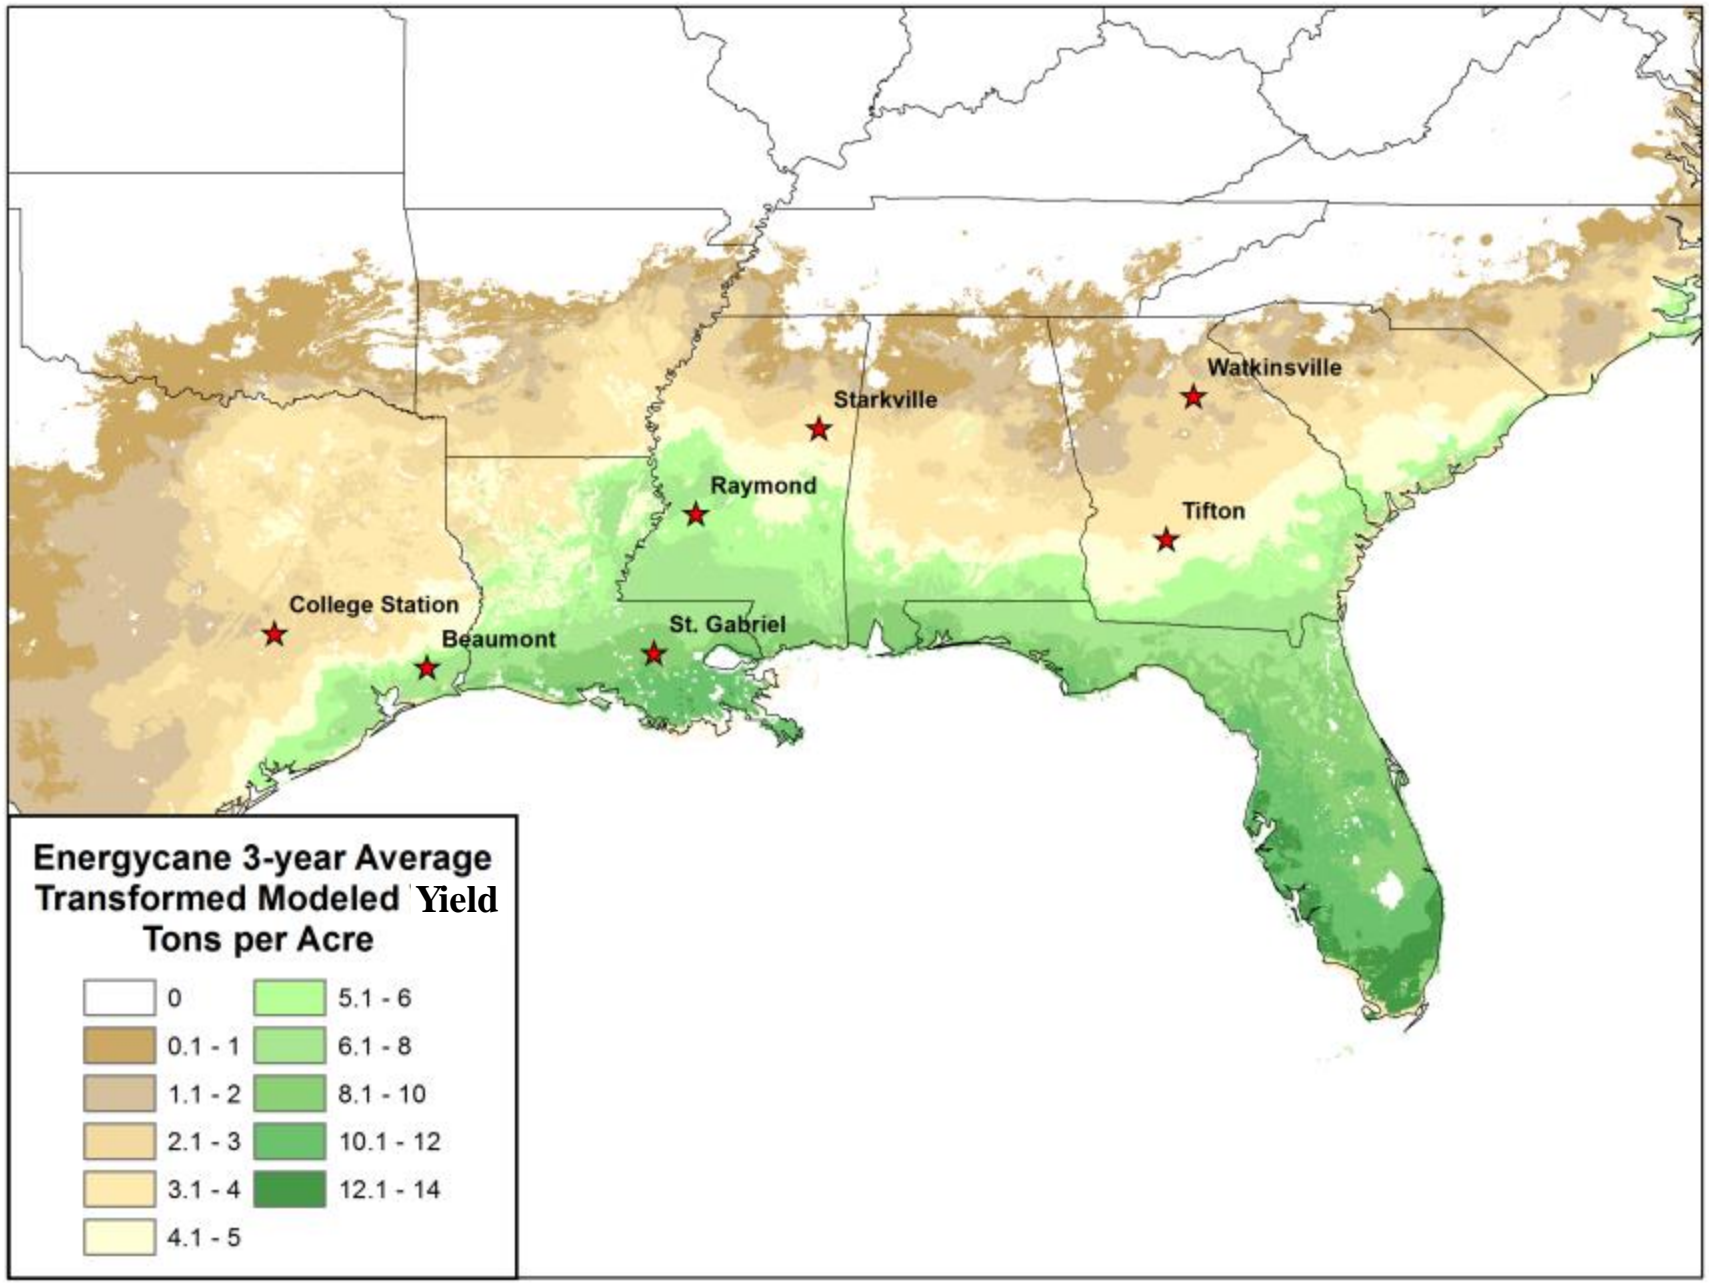 Watkinsville
Starkville
Raymond
Tifton
College Station
St. Gabriel
Beaumont
Energycane 3-year Average
Transformed Modeled Yield
Tons per Acre
0
5.1 - 6
0.1 - 1
6.1 - 8
1.1 - 2
8.1 - 10
2.1 - 3
10.1 - 12
3.1 - 4
12.1 - 14
4.1 - 5